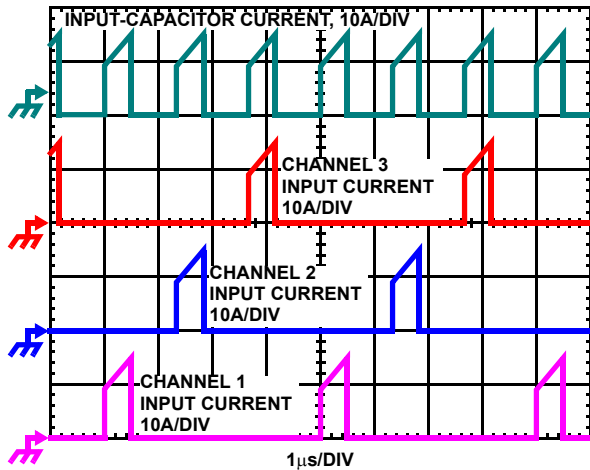 INPUT-CAPACITOR CURRENT, 10A/DIV
CHANNEL 3
INPUT CURRENT
10A/DIV
CHANNEL 2
INPUT CURRENT
10A/DIV
CHANNEL 1
INPUT CURRENT
10A/DIV
1μs/DIV